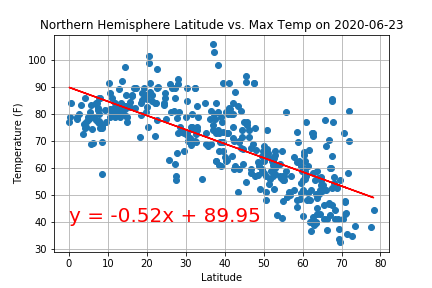 Northern Hemisphere Latitude vs. Max Temp on 2020-06-23
100
90
80
70
60
50
40
30
Temperature (F)
y = -0.52x + 89.95
0 10 20 30 40 50 60 70 80
Latitude